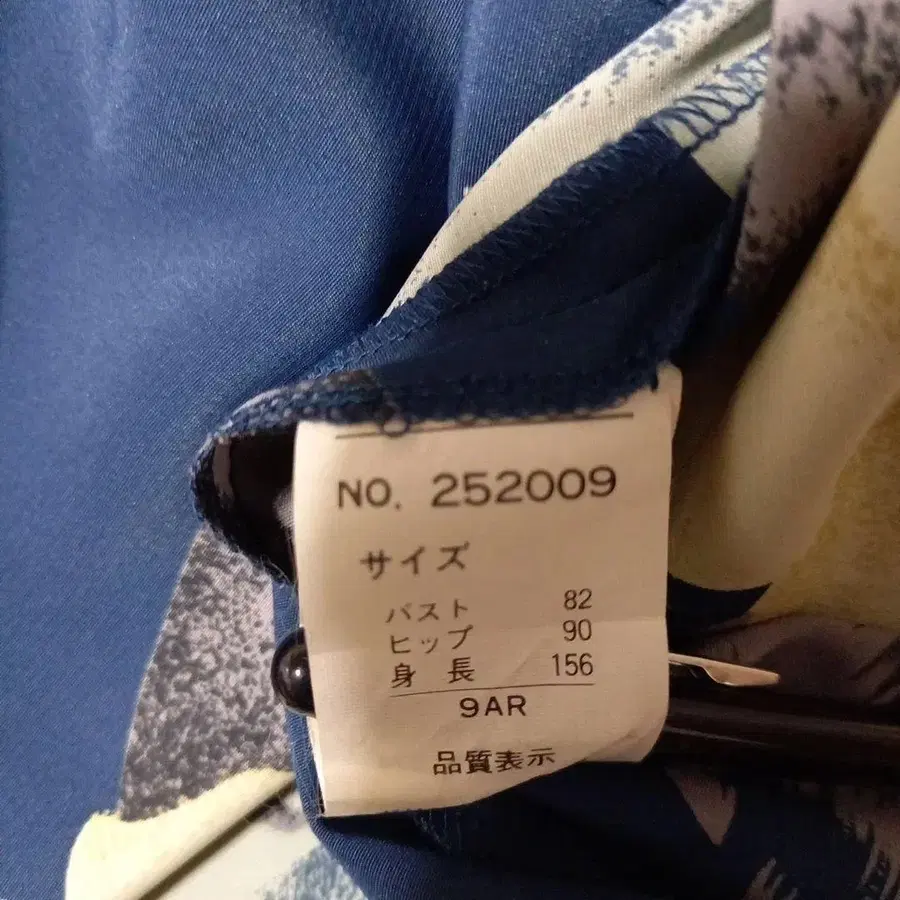 NO. 252009
サイズ
バスト 82
ヒップ 90
身長 156
9AR
品質表示